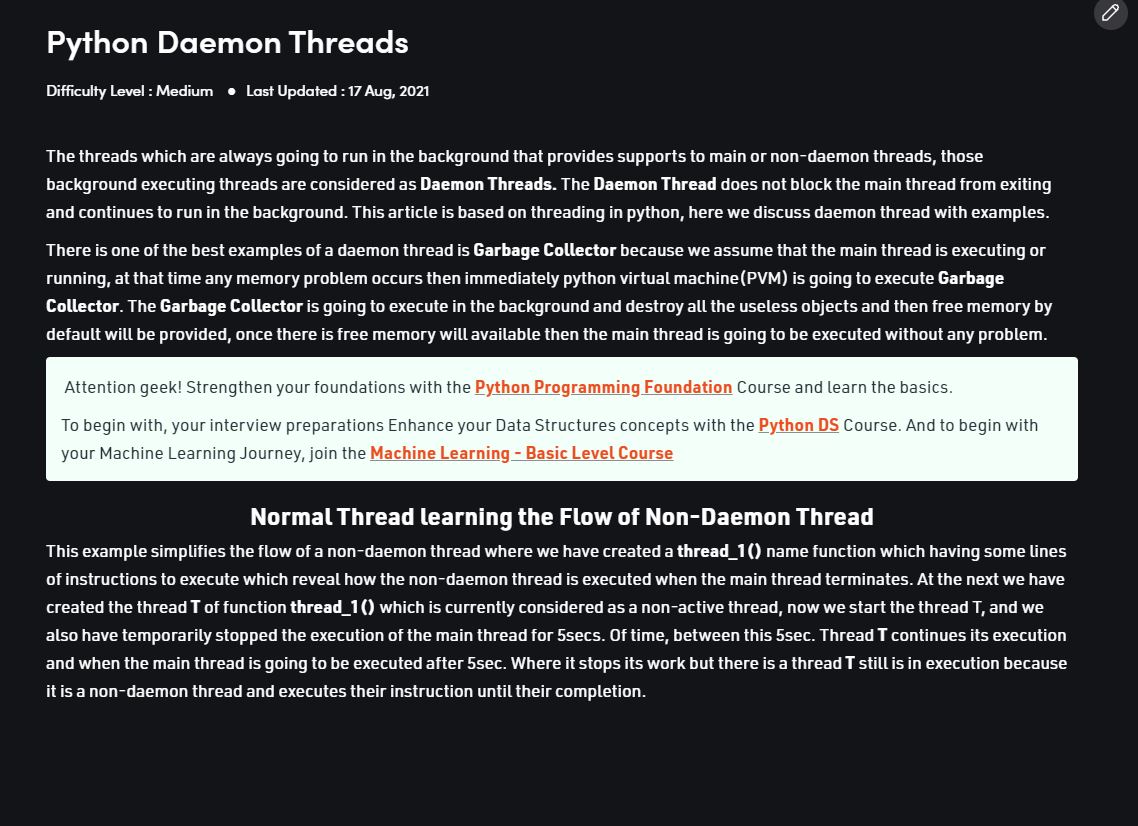 Python Daemon Threads
Difficulty Level : Medium ● Last Updated : 17 Aug, 2021
The threads which are always going to run in the background that provides supports to main or non-daemon threads, those
background executing threads are considered as Daemon Threads. The Daemon Thread does not block the main thread from exiting
and continues to run in the background. This article is based on threading in python, here we discuss daemon thread with examples.
There is one of the best examples of a daemon thread is Garbage Collector because we assume that the main thread is executing or
running, at that time any memory problem occurs then immediately python virtual machine(PVM) is going to execute Garbage
Collector. The Garbage Collector is going to execute in the background and destroy all the useless objects and then free memory by
default will be provided, once there is free memory will available then the main thread is going to be executed without any problem.
Attention geek! Strengthen your foundations with the Python Programming Foundation Course and learn the basics.
To begin with, your interview preparations Enhance your Data Structures concepts with the Python DS Course. And to begin with
your Machine Learning Journey, join the Machine Learning - Basic Level Course
Normal Thread learning the Flow of Non-Daemon Thread
This example simplifies the flow of a non-daemon thread where we have created a thread_1() name function which having some lines
of instructions to execute which reveal how the non-daemon thread is executed when the main thread terminates. At the next we have
created the thread T of function thread_1() which is currently considered as a non-active thread, now we start the thread T, and we
also have temporarily stopped the execution of the main thread for 5secs. Of time, between this 5sec. Thread T continues its execution
and when the main thread is going to be executed after 5sec. Where it stops its work but there is a thread T still is in execution because
it is a non-daemon thread and executes their instruction until their completion.